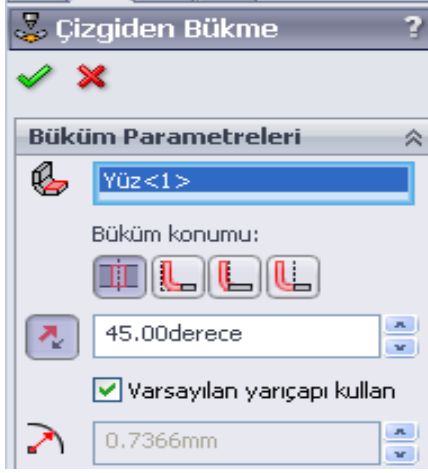 Çizgiden Bükme ?
Büküm Parametreleri
Yüz<1>
Büküm konumu:
45.00derece
Varsayılan yarıçapı kullan
0.7366mm